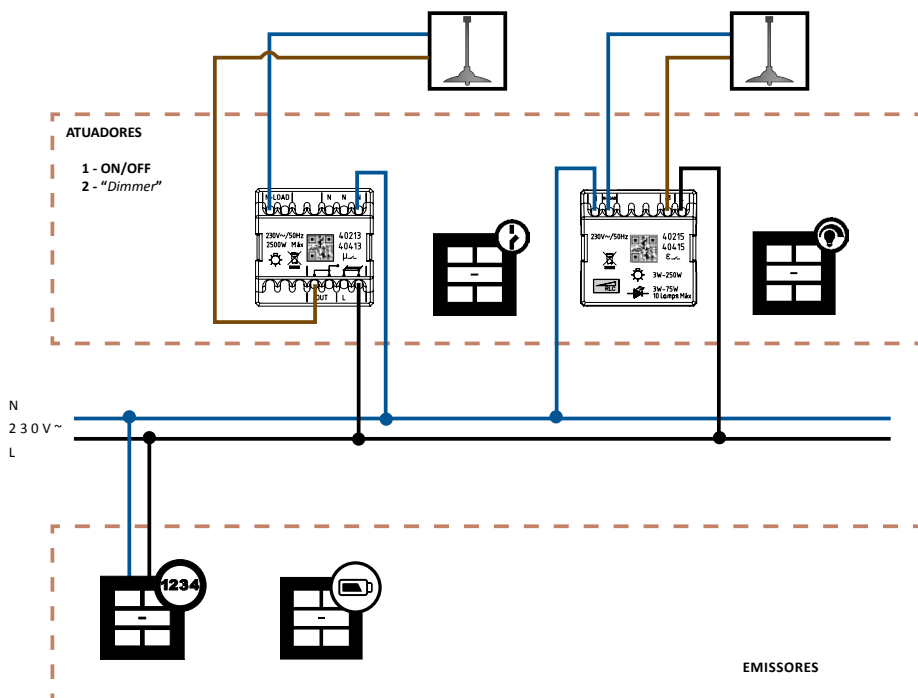 ATUADORES
1 - ON/OFF
2 - "Dimmer"
N-LOAD N N N
230V~/50Hz 40213
2500W Máx 40413
μ
OUT L
230V~/50Hz 40215
40415
ε
3W-250W
RLC
3W-75W
10 Lamps Máx
N
230V~
L
1234
EMISSORES